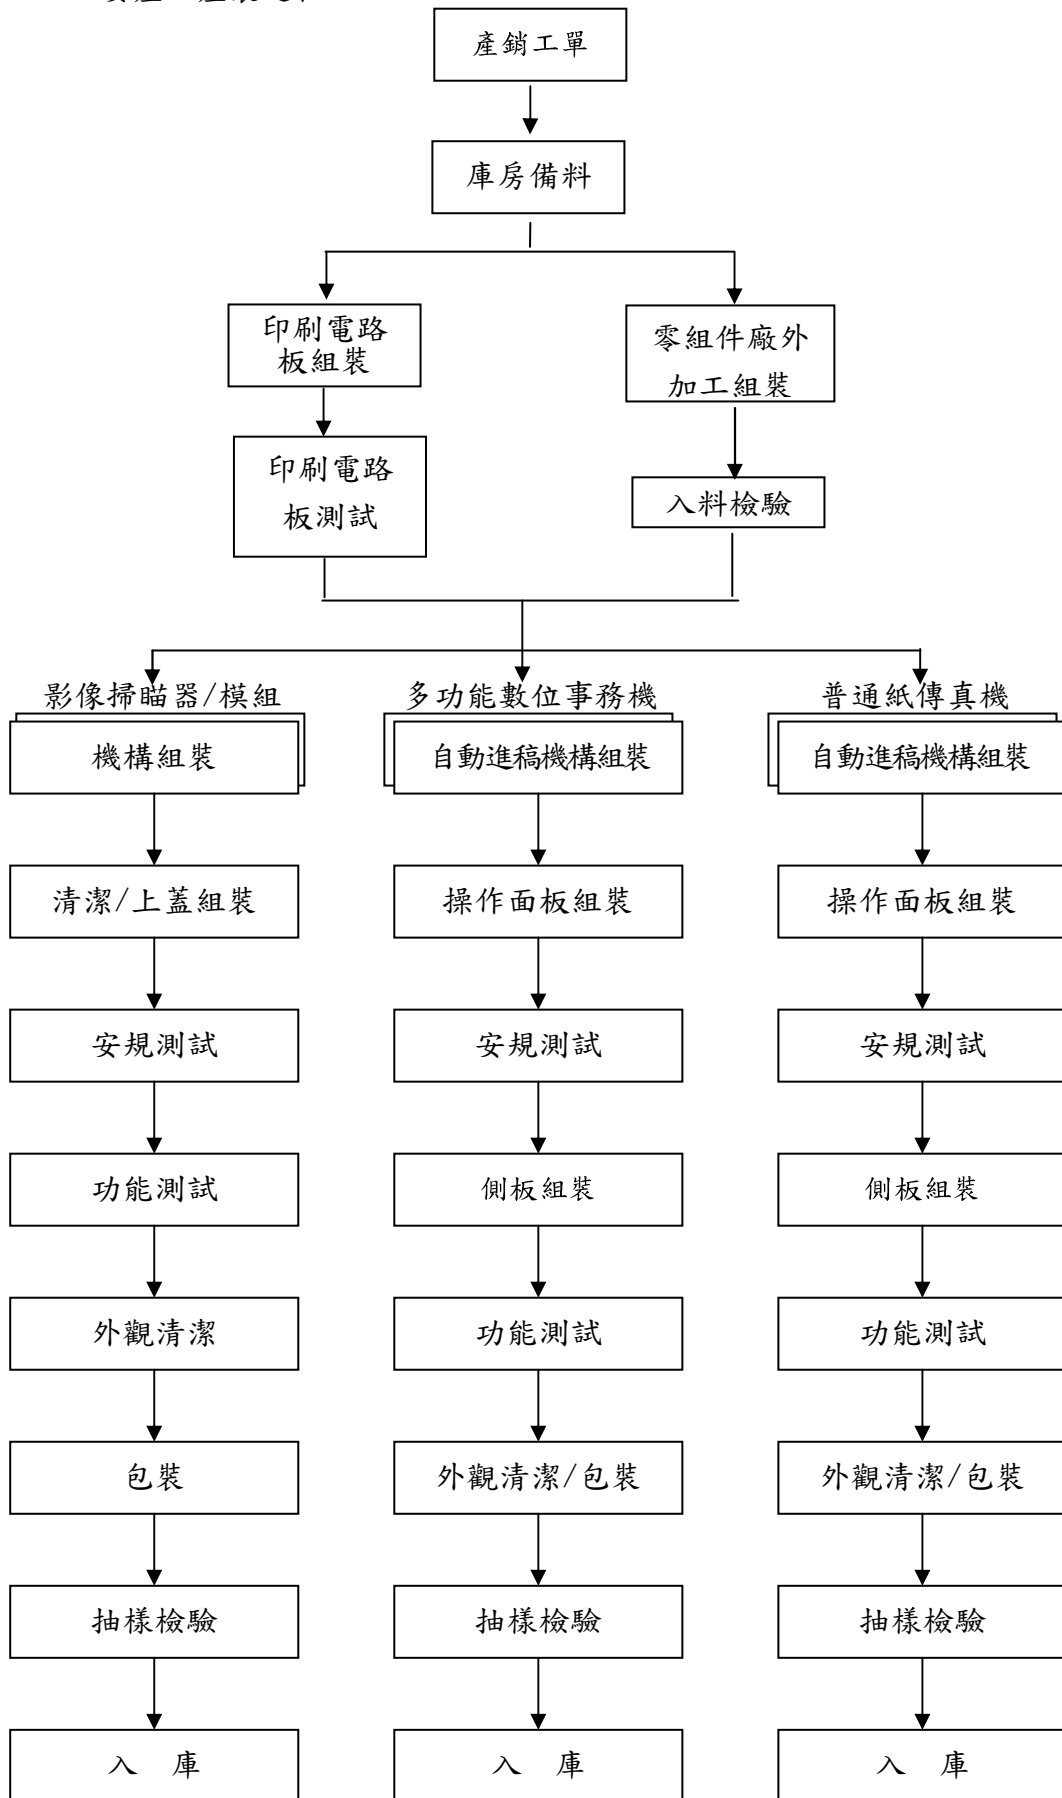 產銷工單
庫房備料
印刷電路
板組裝
零組件廠外
加工組裝
印刷電路
板測試
入料檢驗
影像掃瞄器/模組
機構組裝
清潔/上蓋組裝
安規測試
功能測試
外觀清潔
包裝
抽樣檢驗
入 庫
多功能數位事務機
自動進稿機構組裝
操作面板組裝
安規測試
側板組裝
功能測試
外觀清潔/包裝
抽樣檢驗
入 庫
普通紙傳真機
自動進稿機構組裝
操作面板組裝
安規測試
側板組裝
功能測試
外觀清潔/包裝
抽樣檢驗
入 庫